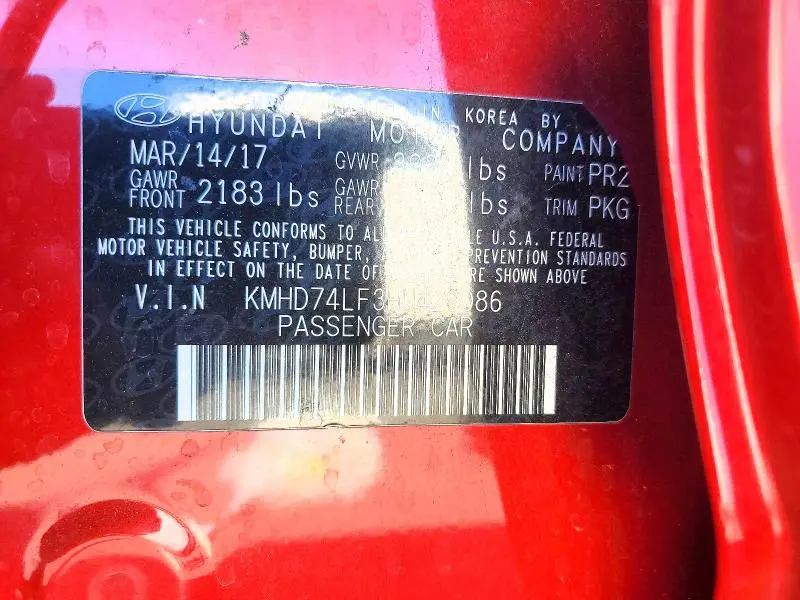 IN KOREA BY
HYUNDAI MOTOR COMPANY
MAR/14/17 GVWR lbs PAINT PR2
GAWR FRONT 2183 lbs GAWR REAR lbs TRIM PKG
THIS VEHICLE CONFORMS TO U.S.A. FEDERAL
MOTOR VEHICLE SAFETY, BUMPER, PREVENTION STANDARDS
IN EFFECT ON THE DATE OF SHOWN ABOVE
V.I.N
PASSENGER CAR